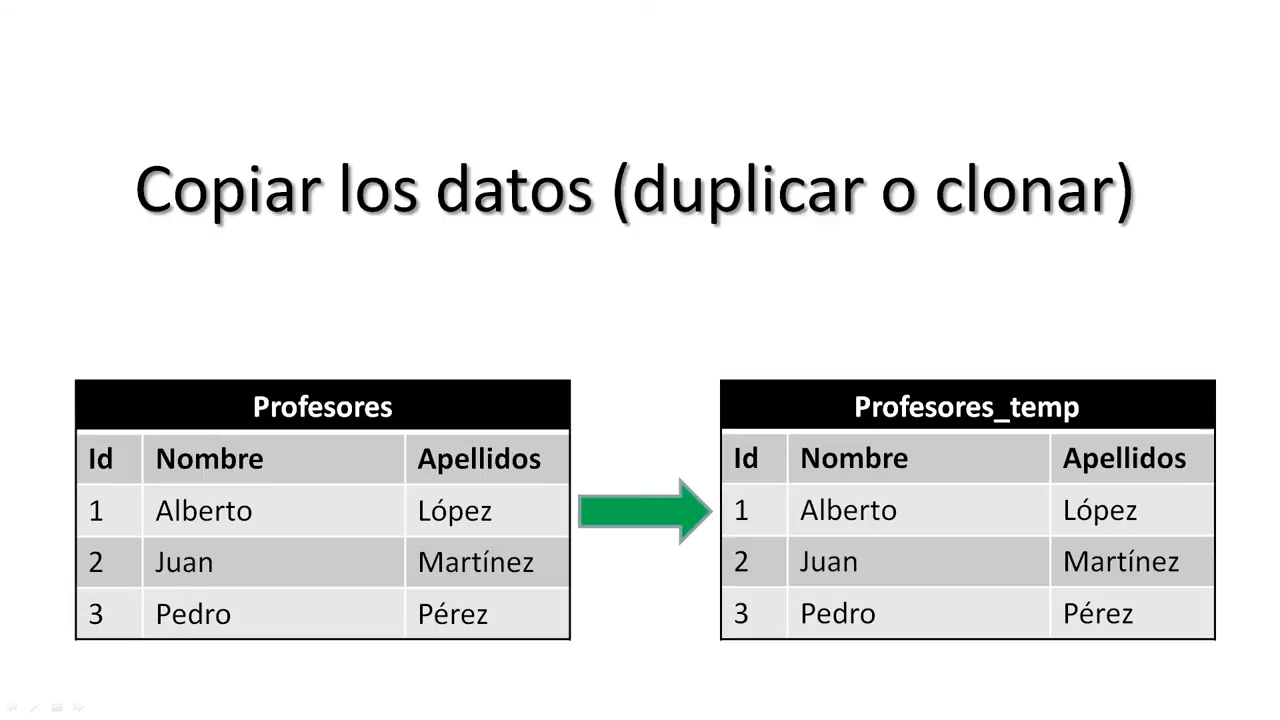 Copiar los datos (duplicar o clonar)
Profesores
Id Nombre Apellidos
1 Alberto López
2 Juan Martínez
3 Pedro Pérez
Profesores_temp
Id Nombre Apellidos
1 Alberto López
2 Juan Martínez
3 Pedro Pérez